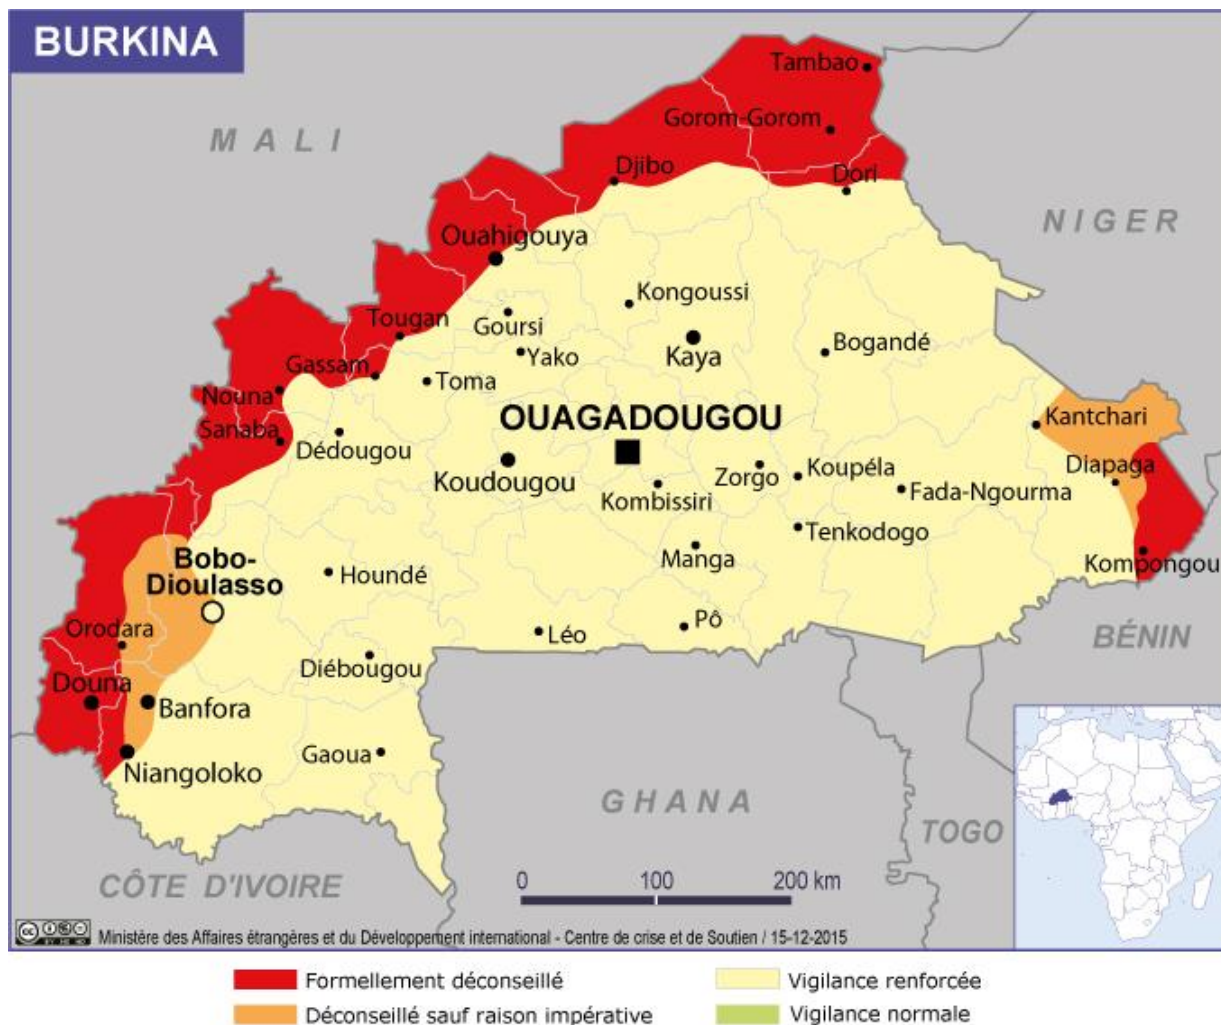 BURKINA
MALI
Tambao
Gorom-Gorom
Djibo
Dori
NIGER
Ouahigouya
Kongoussi
Tougan
Goursi
Kaya
Bogandé
Gassam
Yako
Toma
Nouna
OUAGADOUGOU
Kantchari
Sanaba
Dédougou
Koudougou
Zorgo
Koupéla
Diapaga
Kombissiri
Fada-Ngourma
Tenkodogo
Bobo-
Dioulasso
Houndé
Manga
Kompongou
Orodara
Léo
Pô
BÉNIN
Diébougou
Douna
Banfora
Gaoua
Niangoloko
GHANA
TOGO
CÔTE D'IVOIRE
0 100 200 km
Ministère des Affaires étrangères et du Développement international - Centre de crise et de Soutien / 15-12-2015
Formellement déconseillé
Vigilance renforcée
Déconseillé sauf raison impérative
Vigilance normale